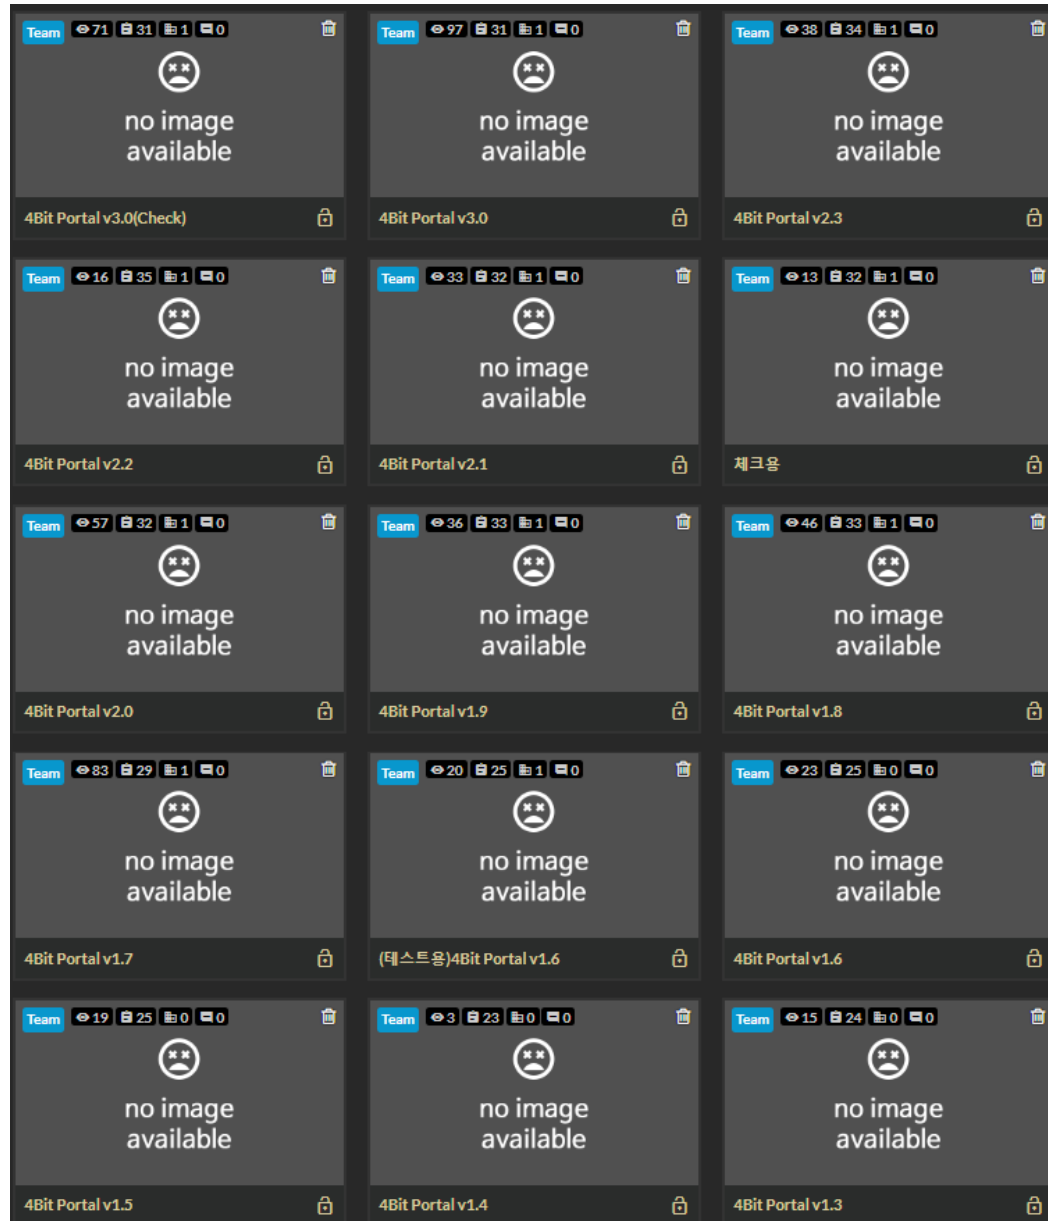 Team 71 31 1 0
no image
available
4Bit Portal v3.0(Check)
Team 97 31 1 0
no image
available
4Bit Portal v3.0
Team 38 34 1 0
no image
available
4Bit Portal v2.3
Team 16 35 1 0
no image
available
4Bit Portal v2.2
Team 33 32 1 0
no image
available
4Bit Portal v2.1
Team 13 32 1 0
no image
available
체크용
Team 57 32 1 0
no image
available
4Bit Portal v2.0
Team 36 33 1 0
no image
available
4Bit Portal v1.9
Team 46 33 1 0
no image
available
4Bit Portal v1.8
Team 83 29 1 0
no image
available
4Bit Portal v1.7
Team 20 25 1 0
no image
available
(테스트용)4Bit Portal v1.6
Team 23 25 0 0
no image
available
4Bit Portal v1.6
Team 19 25 0 0
no image
available
4Bit Portal v1.5
Team 3 23 0 0
no image
available
4Bit Portal v1.4
Team 15 24 0 0
no image
available
4Bit Portal v1.3